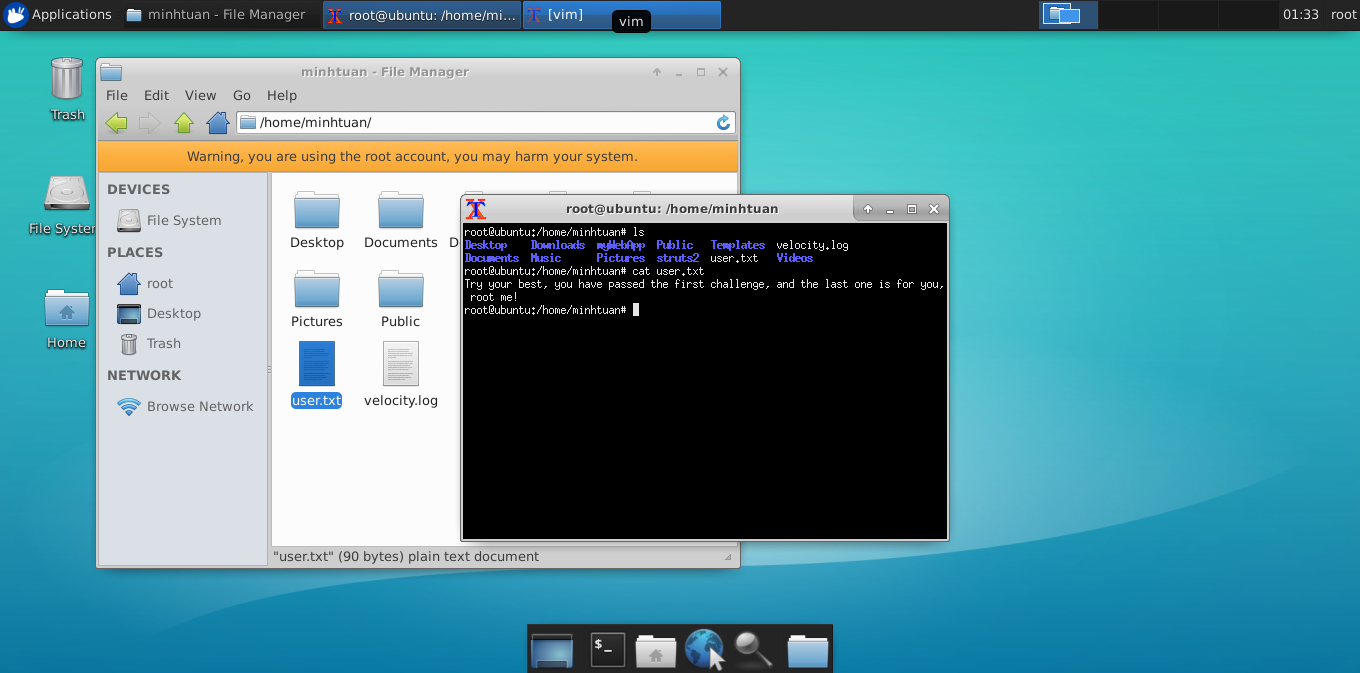 Applications
minhtuan - File Manager
root@ubuntu: /home/mi...
[vim]
vim
01:33
root
Trash
File System
Home
minhtuan - File Manager
File Edit View Go Help
/home/minhtuan/
Warning, you are using the root account, you may harm your system.
DEVICES
File System
PLACES
root
Desktop
Trash
NETWORK
Browse Network
Desktop
Documents
Pictures
Public
user.txt
velocity.log
"user.txt" (90 bytes) plain text document
root@ubuntu: /home/minhtuan
root@ubuntu:/home/minhtuan# ls
Desktop Downloads myWebApp Public Templates velocity.log
Documents Music Pictures struts2 user.txt Videos
root@ubuntu:/home/minhtuan# cat user.txt
Try your best, you have passed the first challenge, and the last one is for you,
root me!
root@ubuntu:/home/minhtuan#
$_